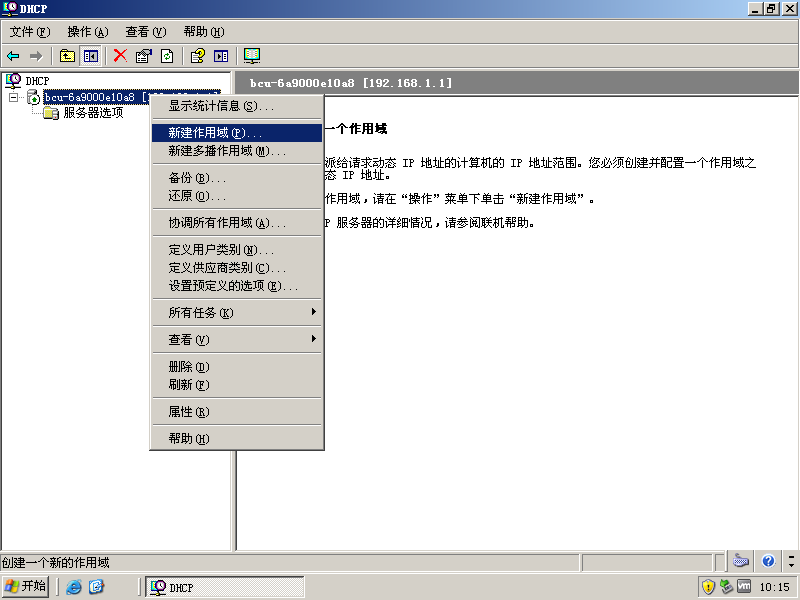 DHCP
文件(F) 操作(A) 查看(V) 帮助(H)
DHCP
bcu-6a9000e10a8 [
服务器选项
bcu-6a9000e10a8 [192.168.1.1]
显示统计信息(S)...
新建作用域(P)...
新建多播作用域(M)...
备份(B)...
还原(O)...
协调所有作用域(A)...
定义用户类别(N)...
定义供应商类别(C)...
设置预定义的选项(E)...
所有任务(K)
查看(V)
删除(D)
刷新(F)
属性(R)
帮助(H)
一个作用域
派给请求动态 IP 地址的计算机的 IP 地址范围。您必须创建并配置一个作用域之
态 IP 地址。
作用域，请在“操作”菜单下单击“新建作用域”。
P 服务器的详细情况，请参阅联机帮助。
创建一个新的作用域
开始
DHCP
10:15